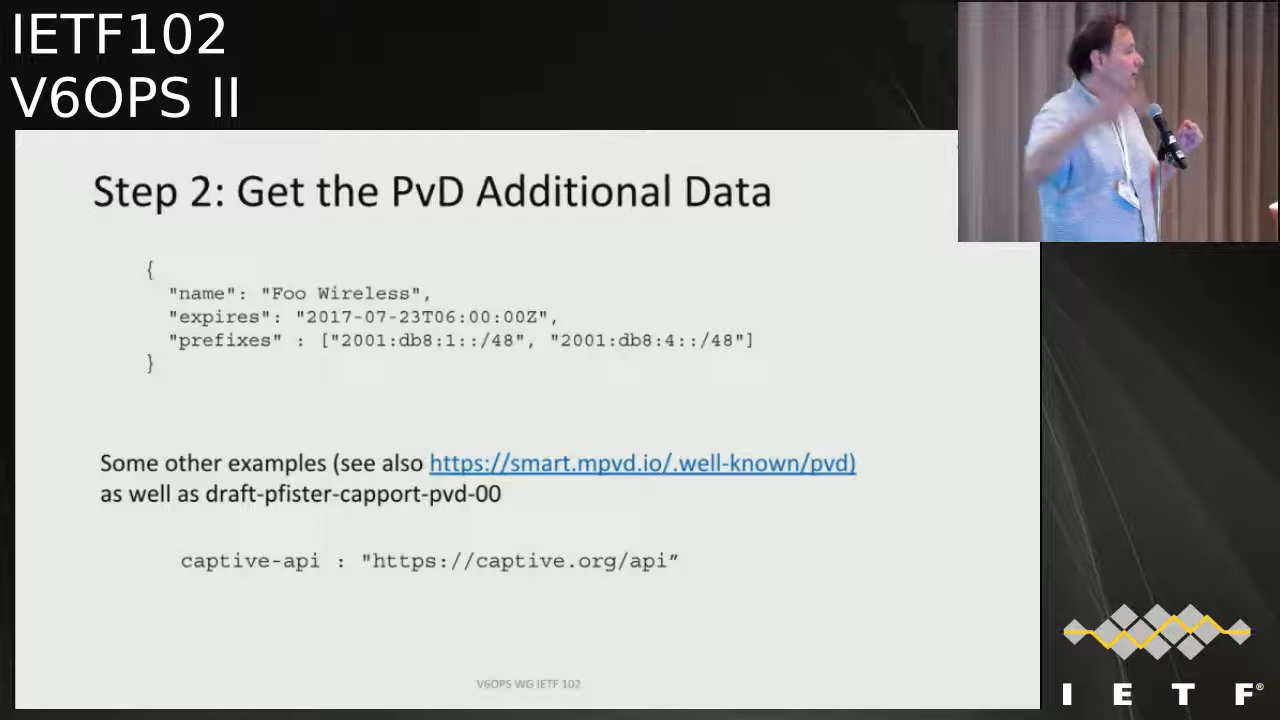 IETF102
V6OPS II
Step 2: Get the PvD Additional Data
{
"name": "Foo Wireless",
"expires": "2017-07-23T06:00:00Z",
"prefixes" : ["2001:db8:1::/48", "2001:db8:4::/48"]
}
Some other examples (see also https://smart.mpvd.io/.well-known/pvd)
as well as draft-pfister-capport-pvd-00
captive-api : "https://captive.org/api”
V6OPS WG IETF 102
I E T F®